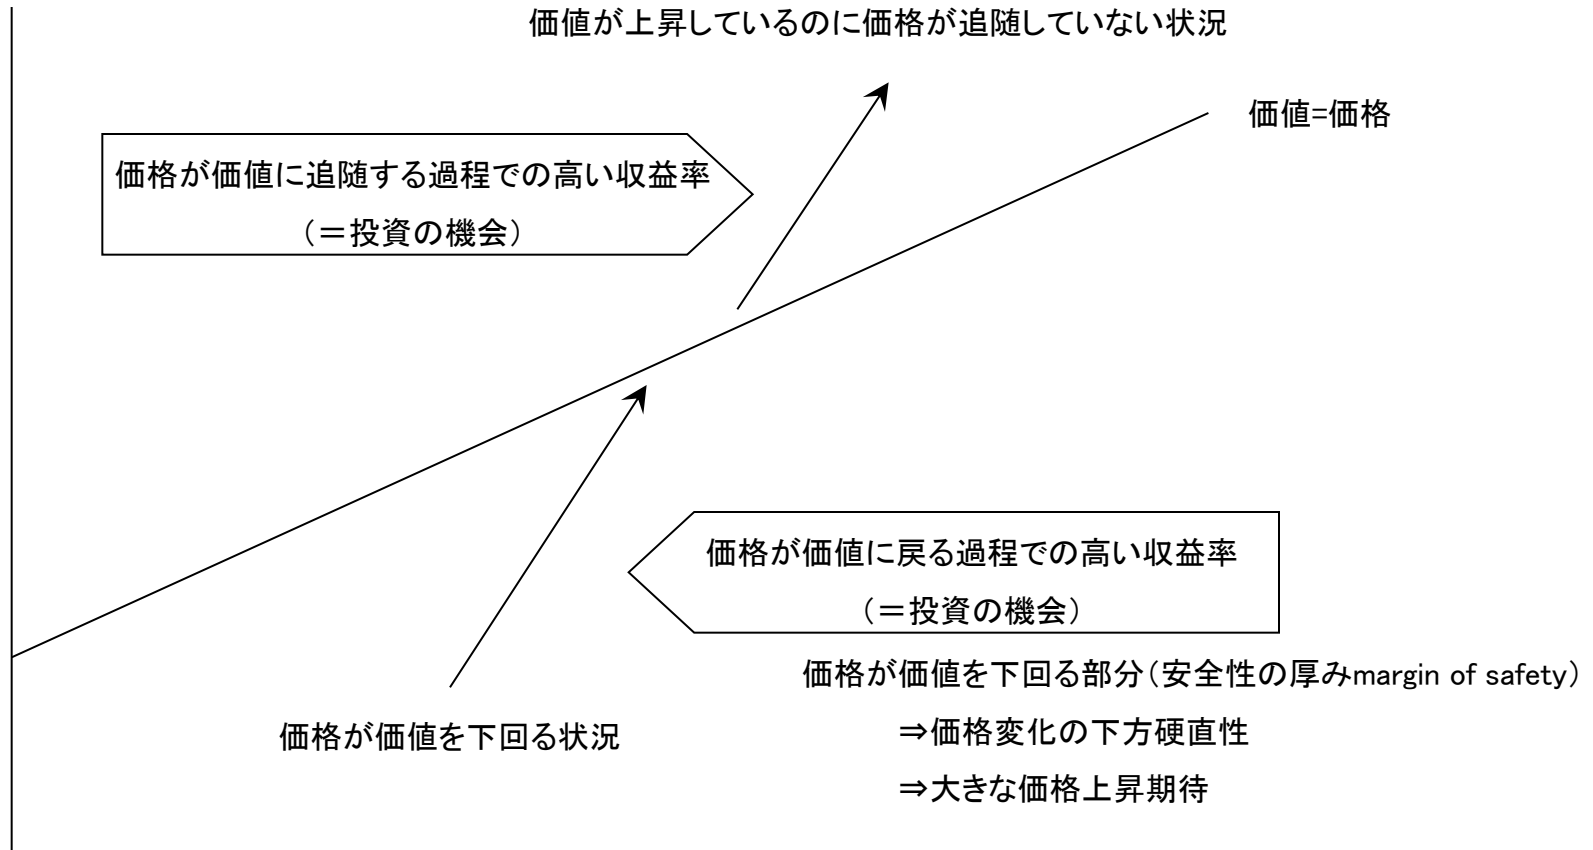 価値が上昇しているのに価格が追随していない状況
価値=価格
価格が価値に追随する過程での高い収益率
（＝投資の機会）
価格が価値に戻る過程での高い収益率
（＝投資の機会）
価格が価値を下回る部分（安全性の厚みmargin of safety）
⇒価格変化の下方硬直性
⇒大きな価格上昇期待
価格が価値を下回る状況